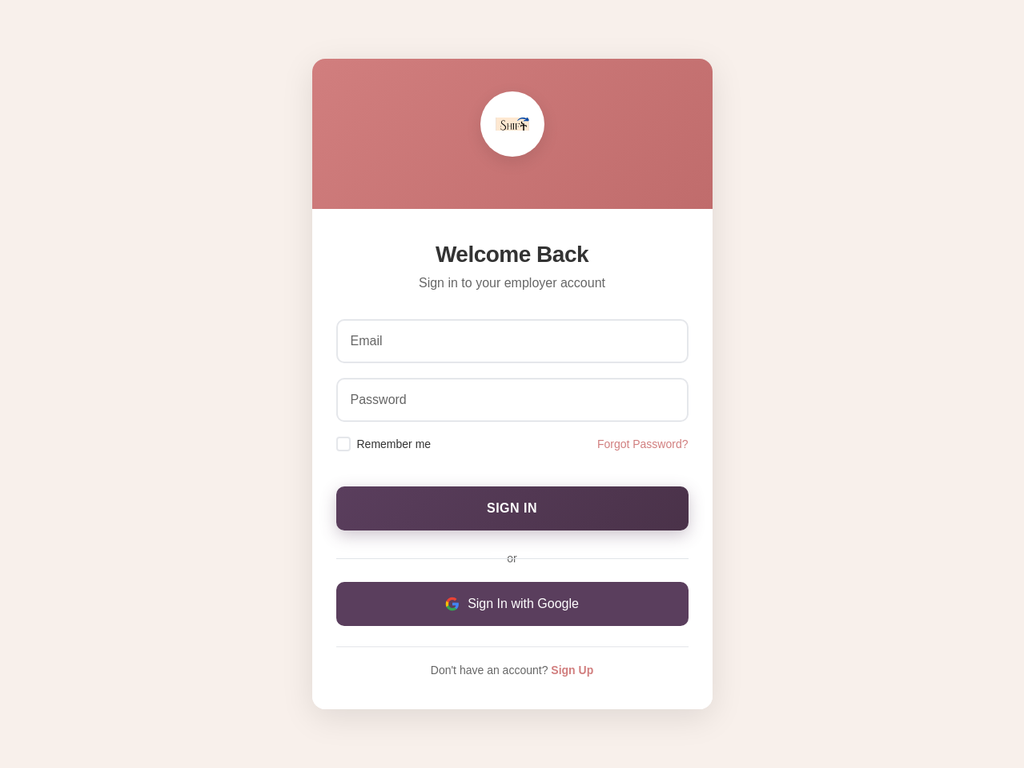 Welcome Back
Sign in to your employer account
Email
Password
Remember me
Forgot Password?
SIGN IN
or
Sign In with Google
Don't have an account? Sign Up